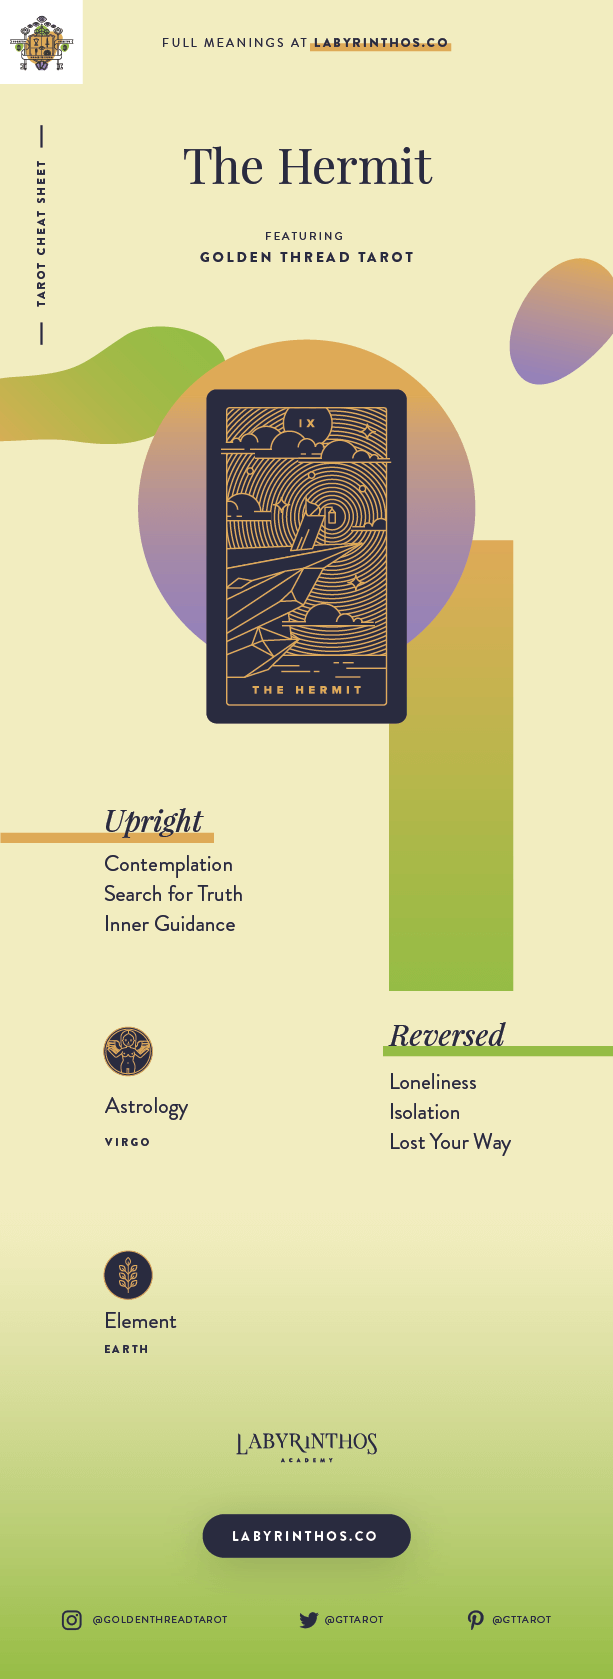 FULL MEANINGS AT LABYRINTHOS.CO
TAROT CHEAT SHEET
The Hermit
FEATURING
GOLDEN THREAD TAROT
IX
THE HERMIT
Upright
Contemplation
Search for Truth
Inner Guidance
Reversed
Loneliness
Isolation
Lost Your Way
Astrology
VIRGO
Element
EARTH
LABYRINTHOS
ACADEMY
LABYRINTHOS.CO
@GOLDENTHREADTAROT
@GTTAROT
@GTTAROT